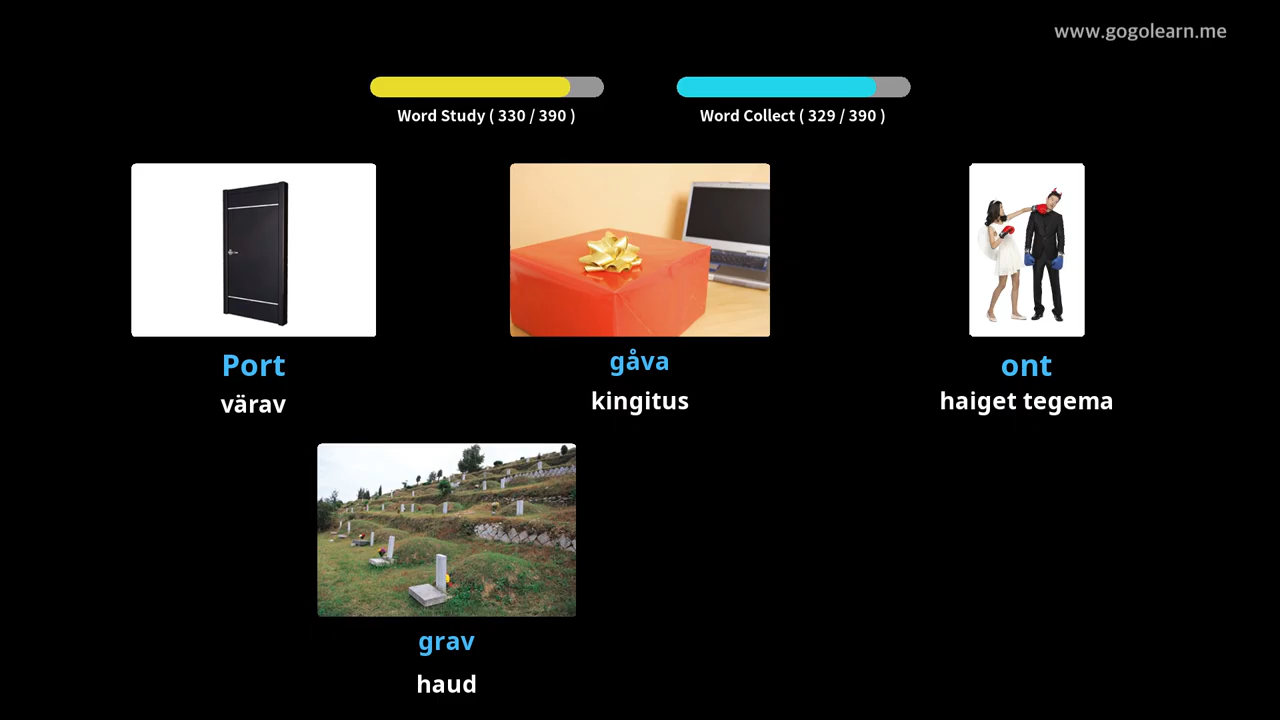 www.gogolearn.me
Word Study ( 330 / 390 )
Word Collect ( 329 / 390 )
Port
värav
gåva
kingitus
ont
haiget tegema
grav
haud